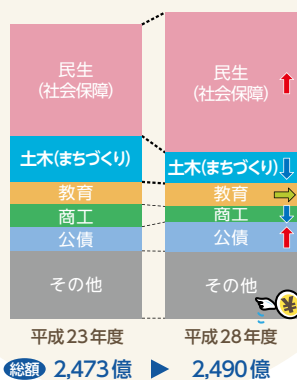 民生
(社会保障)
土木(まちづくり)
教育
商工
公債
その他
平成23年度
民生
(社会保障)
土木(まちづくり)
教育
商工
公債
その他
¥
平成28年度
総額 2,473億 ▶ 2,490億